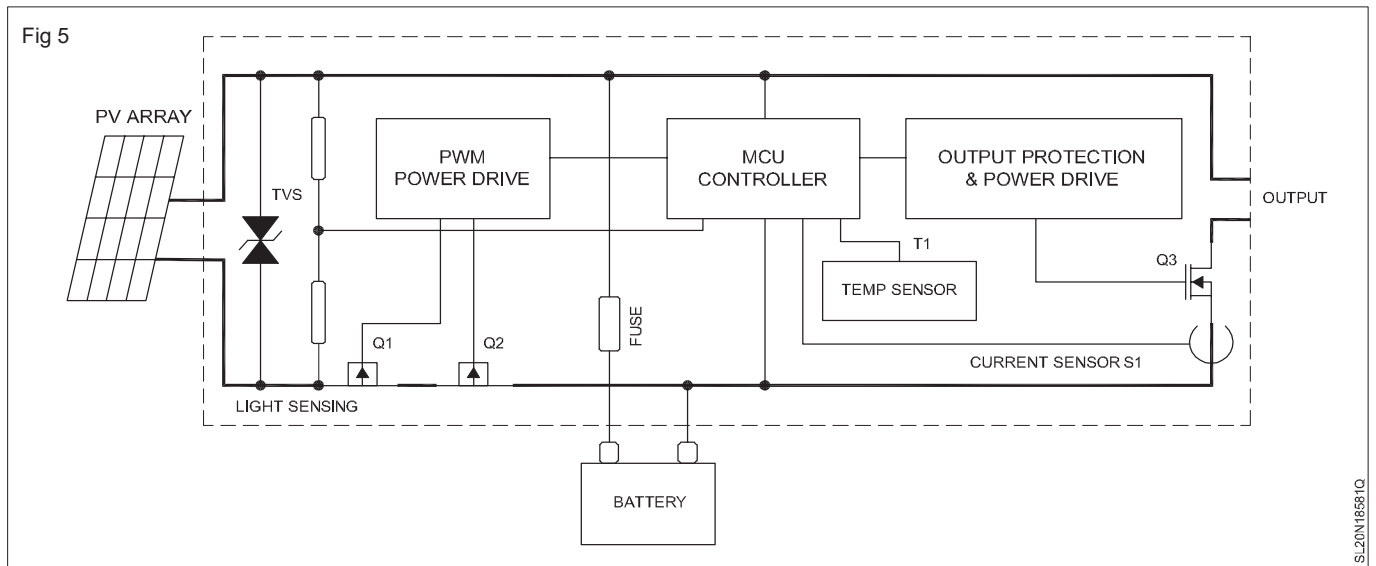 Fig 5
PV ARRAY
TVS
PWM
POWER DRIVE
MCU
CONTROLLER
OUTPUT PROTECTION
& POWER DRIVE
OUTPUT
T1
TEMP SENSOR
Q3
FUSE
Q1
Q2
CURRENT SENSOR S1
LIGHT SENSING
BATTERY
SL20N18581Q